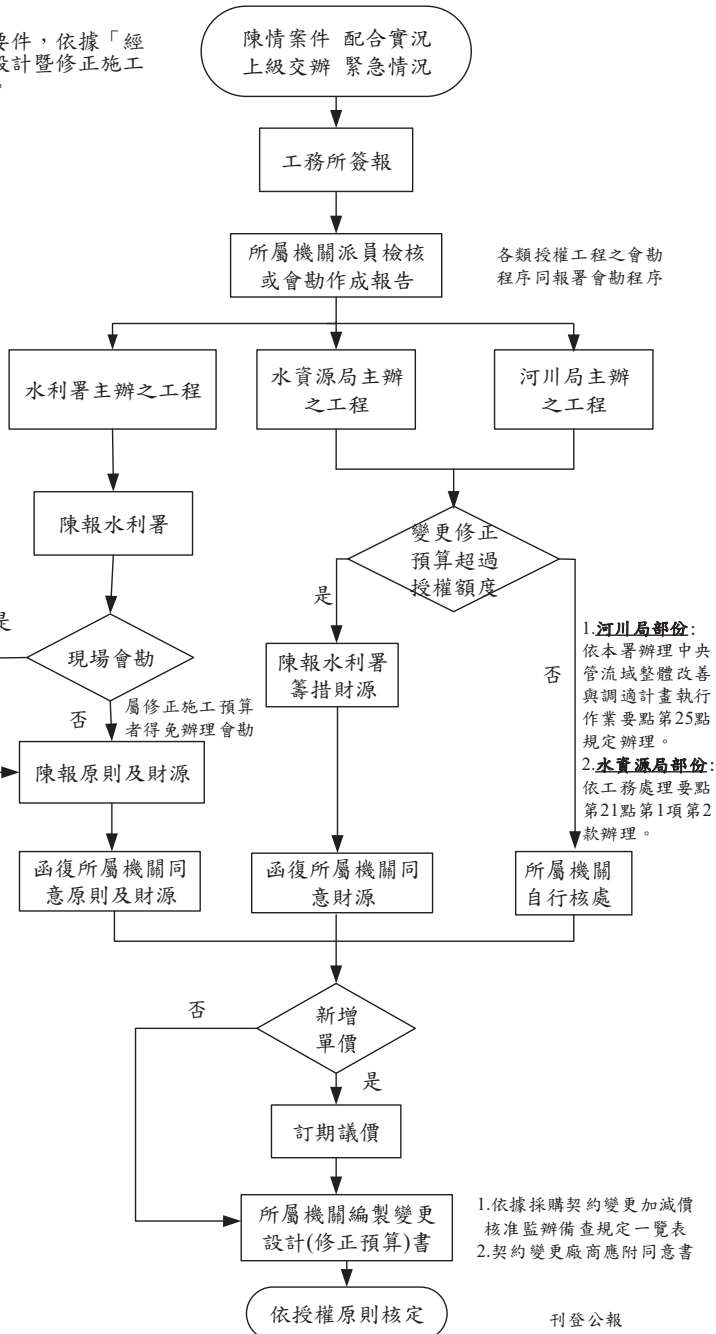 要件，依據「經
設計暨修正施工
。
陳情案件 配合實況
上級交辦 緊急情況
工務所簽報
所屬機關派員檢核
或會勘作成報告
各類授權工程之會勘
程序同報署會勘程序
水利署主辦之工程
水資源局主辦
之工程
河川局主辦
之工程
陳報水利署
變更修正
預算超過
授權額度
是
是
否
現場會勘
否
屬修正施工預算
者得免辦理會勘
陳報水利署
籌措財源
1.河川局部份:
依本署辦理中央
管流域整體改善
與調適計畫執行
作業要點第25點
規定辦理。
2.水資源局部份:
依工務處理要點
第21點第1項第2
款辦理。
陳報原則及財源
函復所屬機關同
意原則及財源
函復所屬機關同
意財源
所屬機關
自行核處
否
新增
單價
是
訂期議價
所屬機關編製變更
設計(修正預算)書
1.依據採購契約變更加減價
核准監辦備查規定一覽表
2.契約變更廠商應附同意書
依授權原則核定
刊登公報